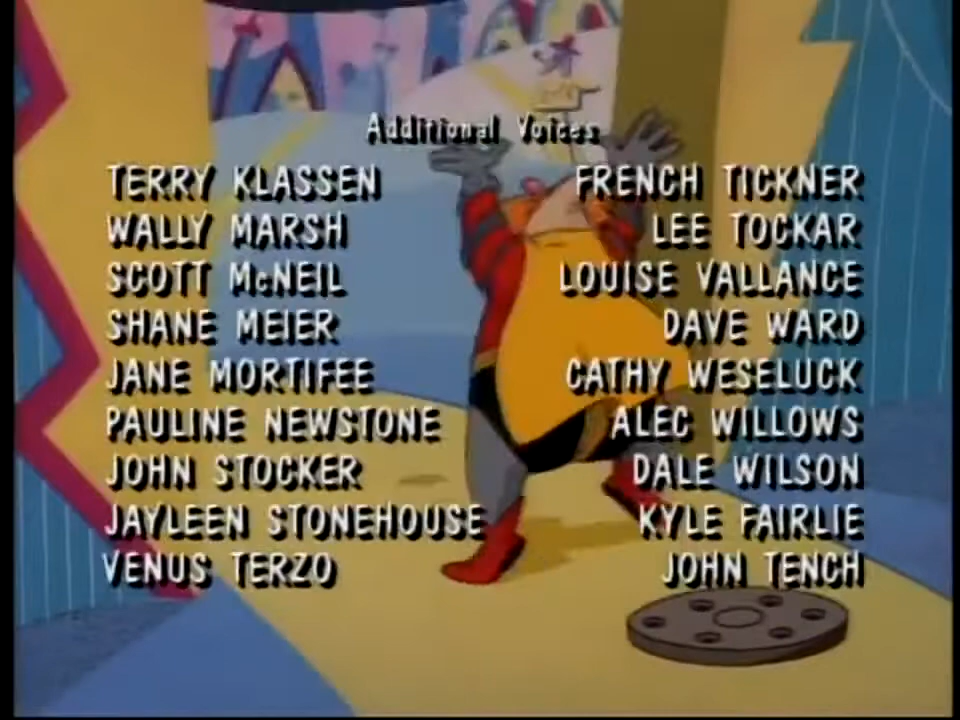 Additional Voices
TERRY KLASSEN FRENCH TICKNER
WALLY MARSH LEE TOCKAR
SCOTT McNEIL LOUISE VALLANCE
SHANE MEIER DAVE WARD
JANE MORTIFEE CATHY WESELUCK
PAULINE NEWSTONE ALEC WILLOWS
JOHN STOCKER DALE WILSON
JAYLEEN STONEHOUSE KYLE FAIRLIE
VENUS TERZO JOHN TENCH